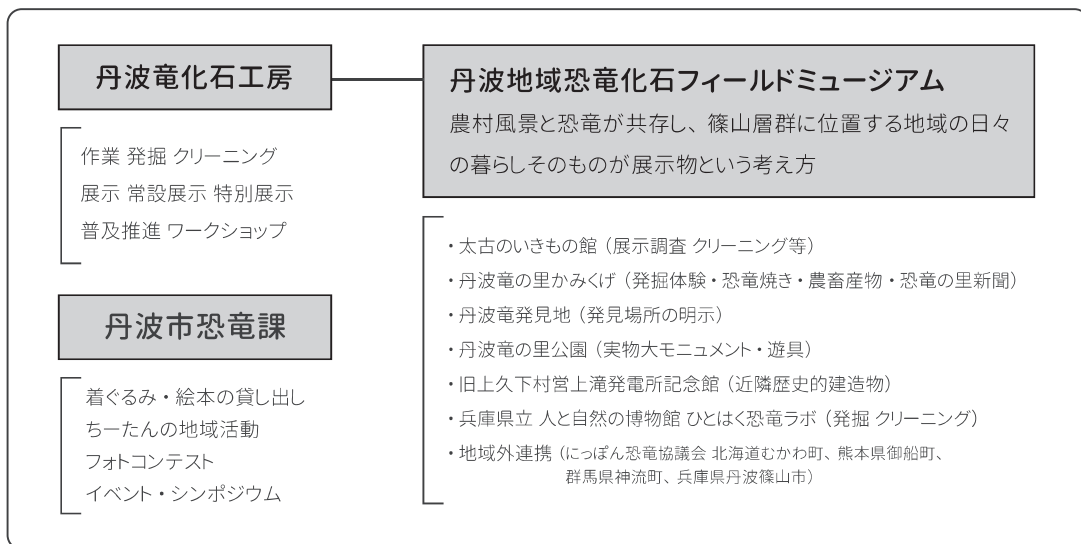 丹波竜化石工房
作業 発掘 クリーニング
展示 常設展示 特別展示
普及推進 ワークショップ
丹波市恐竜課
着ぐるみ・絵本の貸し出し
ちーたんの地域活動
フォトコンテスト
イベント・シンポジウム
丹波地域恐竜化石フィールドミュージアム
農村風景と恐竜が共存し、篠山層群に位置する地域の日々
の暮らしそのものが展示物という考え方
・太古のいきもの館（展示調査 クリーニング等）
・丹波竜の里かみくげ（発掘体験・恐竜焼き・農畜産物・恐竜の里新聞）
・丹波竜発見地（発見場所の明示）
・丹波竜の里公園（実物大モニュメント・遊具）
・旧上久下村営上滝発電所記念館（近隣歴史的建造物）
・兵庫県立 人と自然の博物館 ひとはく恐竜ラボ（発掘 クリーニング）
・地域外連携（にっぽん恐竜協議会 北海道むかわ町、熊本県御船町、
群馬県神流町、兵庫県丹波篠山市）